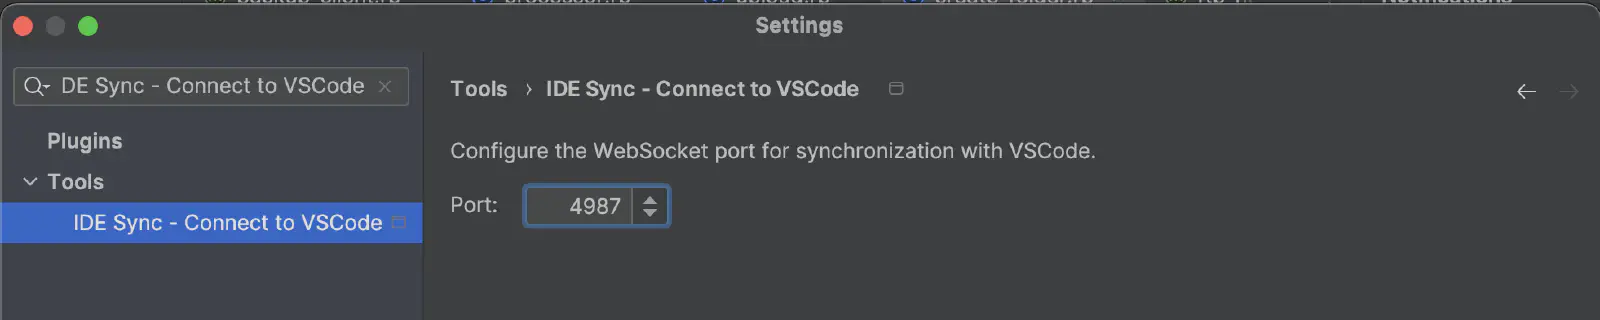 Settings
DE Sync - Connect to VSCode
Plugins
Tools
IDE Sync - Connect to VSCode
Tools › IDE Sync - Connect to VSCode
Configure the WebSocket port for synchronization with VSCode.
Port: 4987